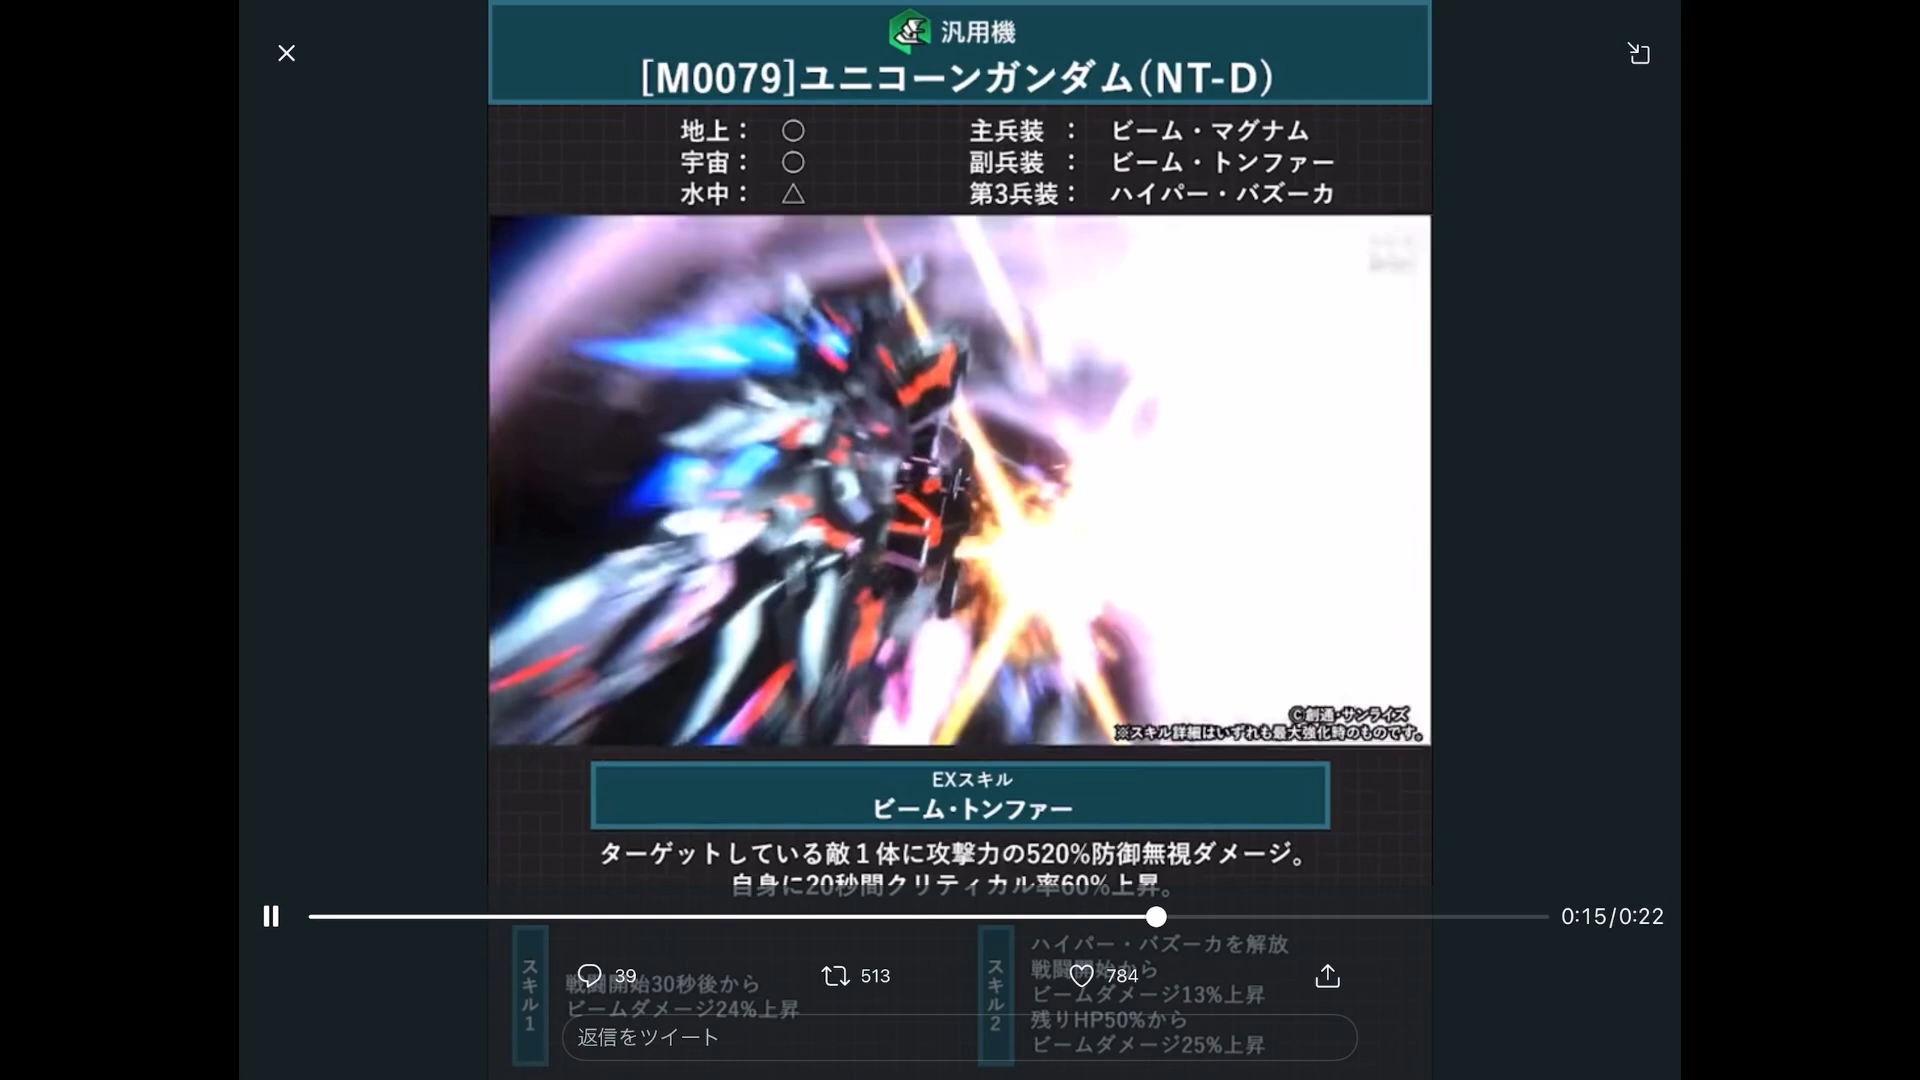 汎用機
[M0079]ユニコーンガンダム(NT-D)
地上： ○
宇宙： ○
水中： △
主兵装 ： ビーム・マグナム
副兵装 ： ビーム・トンファー
第3兵装： ハイパー・バズーカ
©創通・サンライズ
※スキル詳細はいずれも最大強化時のものです。
EXスキル
ビーム・トンファー
ターゲットしている敵１体に攻撃力の520%防御無視ダメージ。
自身に20秒間クリティカル率60%上昇。
0:15/0:22
スキル1
戦闘開始30秒後から
ビームダメージ24%上昇
スキル2
ハイパー・バズーカを解放
戦闘開始から
ビームダメージ13%上昇
残りHP50%から
ビームダメージ25%上昇
39
513
784
返信をツイート